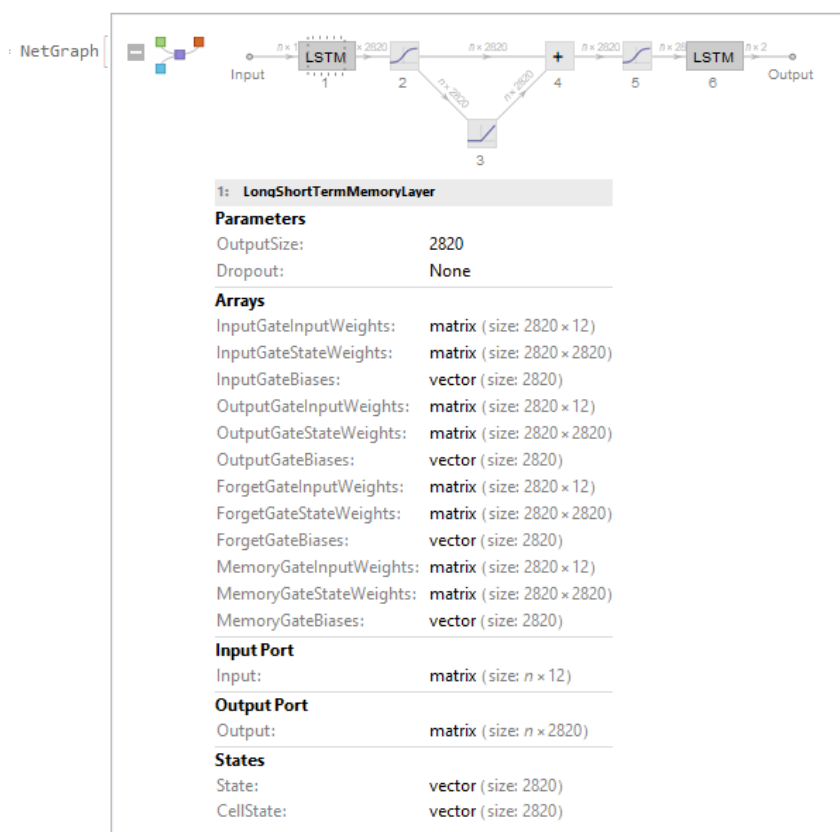 NetGraph
n×1 ×2820 n×2820 n×2820 n×28 n×2
LSTM + LSTM
Input 1 2 4 5 6 Output
n×2820 n×2820
3
1: LongShortTermMemoryLayer
Parameters
OutputSize: 2820
Dropout: None
Arrays
InputGateInputWeights: matrix (size: 2820×12)
InputGateStateWeights: matrix (size: 2820×2820)
InputGateBiases: vector (size: 2820)
OutputGateInputWeights: matrix (size: 2820×12)
OutputGateStateWeights: matrix (size: 2820×2820)
OutputGateBiases: vector (size: 2820)
ForgetGateInputWeights: matrix (size: 2820×12)
ForgetGateStateWeights: matrix (size: 2820×2820)
ForgetGateBiases: vector (size: 2820)
MemoryGateInputWeights: matrix (size: 2820×12)
MemoryGateStateWeights: matrix (size: 2820×2820)
MemoryGateBiases: vector (size: 2820)
Input Port
Input: matrix (size: n×12)
Output Port
Output: matrix (size: n×2820)
States
State: vector (size: 2820)
CellState: vector (size: 2820)